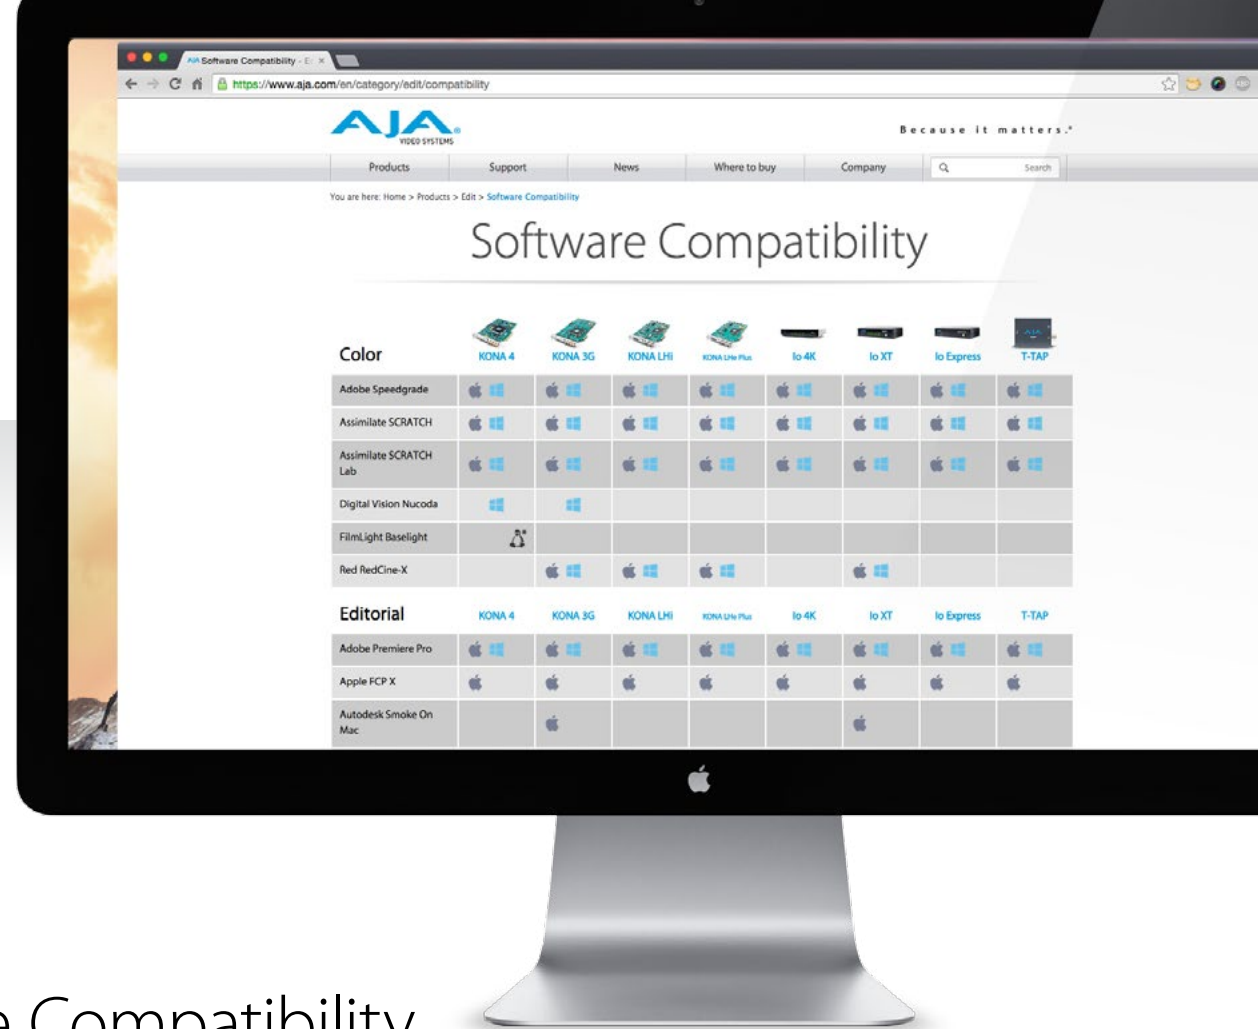 AJA Software Compatibility - E
https://www.aja.com/en/category/edit/compatibility
AJA®
VIDEO SYSTEMS
Because it matters.®
Products Support News Where to buy Company Search
You are here: Home > Products > Edit > Software Compatibility
Software Compatibility
Color KONA 4 KONA 3G KONA LHi KONA LHe Plus Io 4K Io XT Io Express T-TAP
Adobe Speedgrade
Assimilate SCRATCH
Assimilate SCRATCH
Lab
Digital Vision Nucoda
FilmLight Baselight *
Red RedCine-X
Editorial KONA 4 KONA 3G KONA LHi KONA LHe Plus Io 4K Io XT Io Express T-TAP
Adobe Premiere Pro
Apple FCP X
Autodesk Smoke On
Mac
e Compatibility